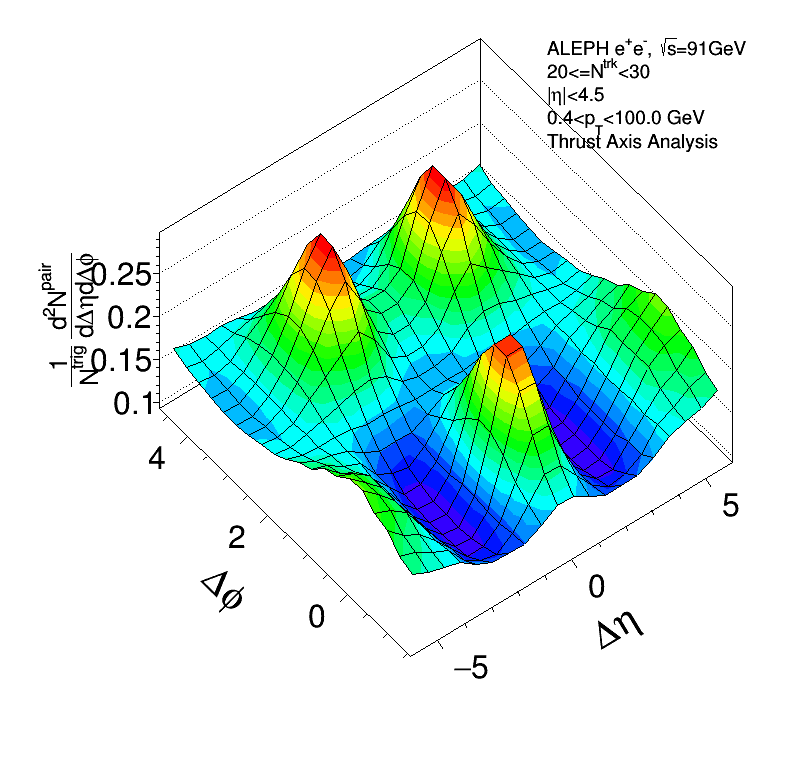 ALEPH e⁺e⁻, √s=91GeV
20<=Nᵗʳᵏ<30
|η|<4.5
0.4<p_T<100.0 GeV
Thrust Axis Analysis
1/N^trig d²N^pair/dΔηdΔφ
0.25
0.2
0.15
0.1
4
2
0
Δφ
−5
0
5
Δη